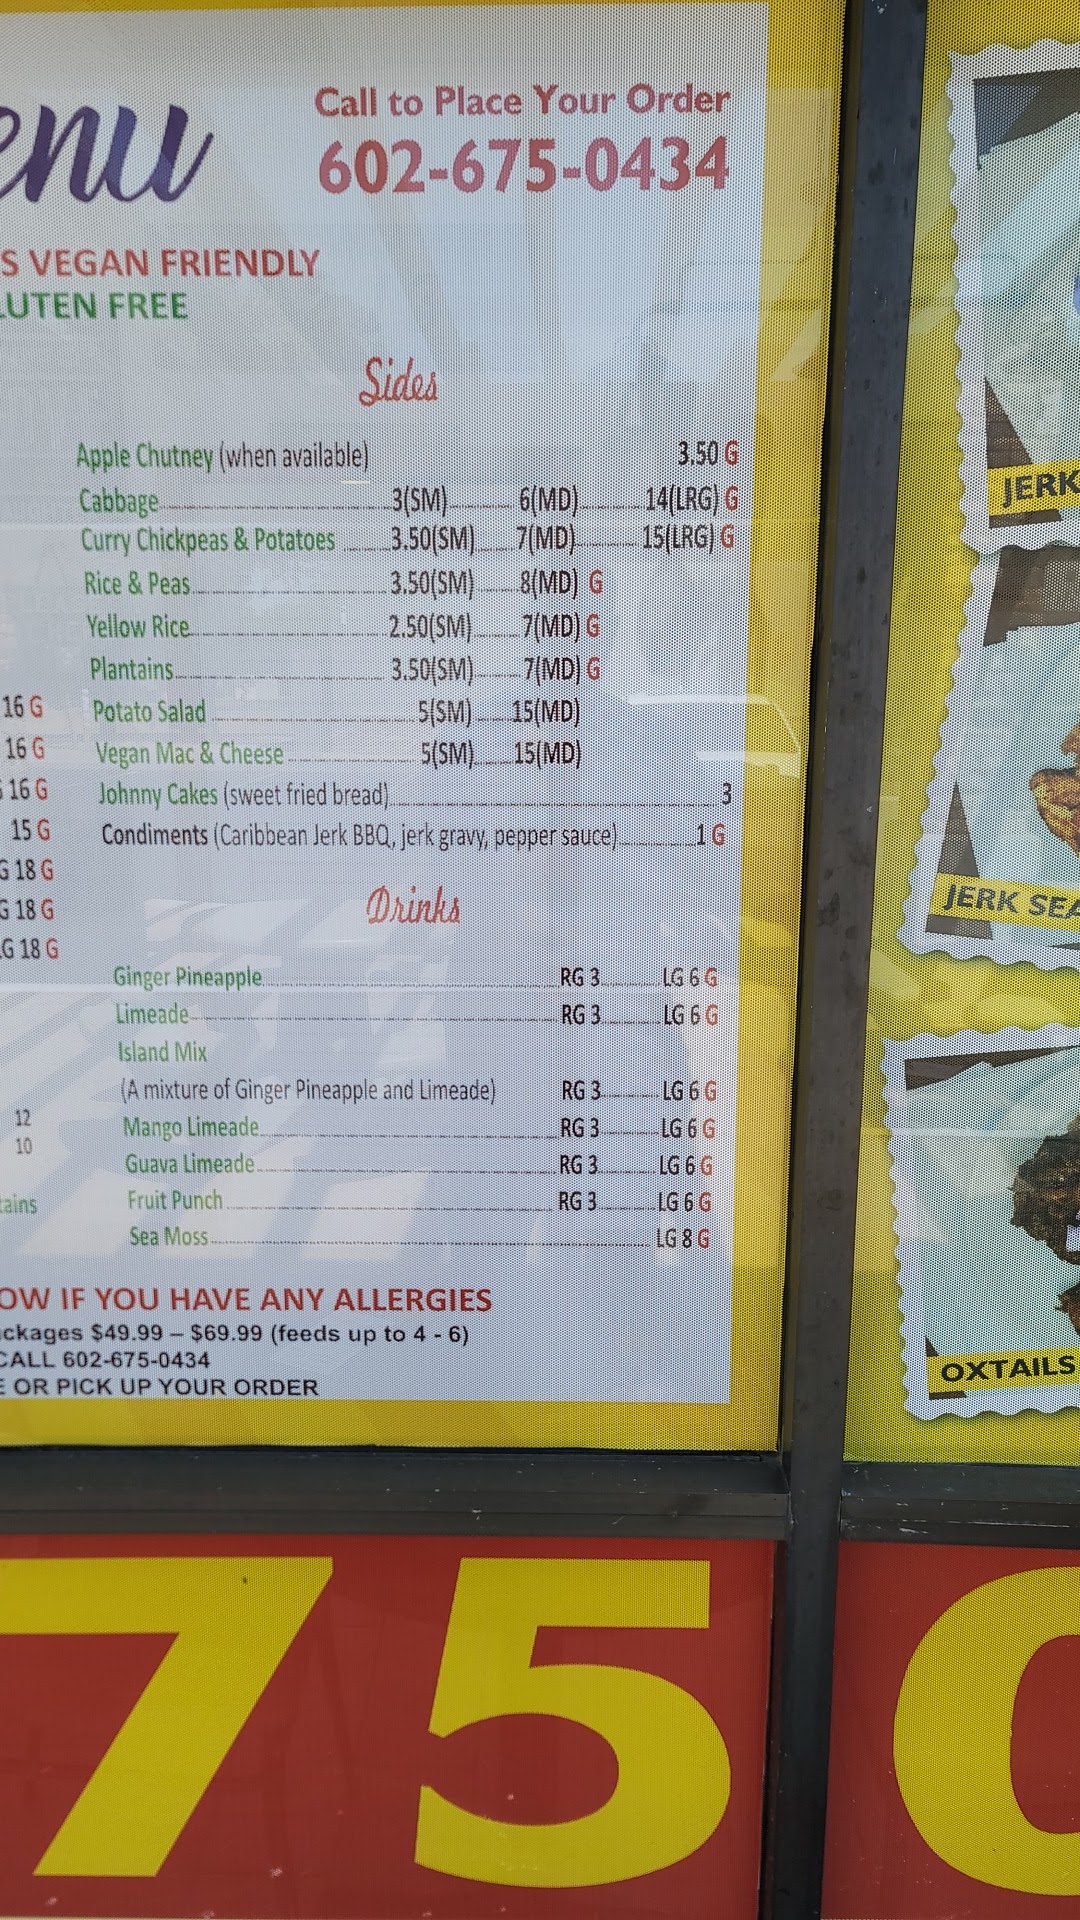 enu
Call to Place Your Order
602-675-0434
S VEGAN FRIENDLY
LUTEN FREE
Sides
Apple Chutney (when available) 3.50 G
Cabbage 3(SM) 6(MD) 14(LRG) G
Curry Chickpeas & Potatoes 3.50(SM) 7(MD) 15(LRG) G
Rice & Peas 3.50(SM) 8(MD) G
Yellow Rice 2.50(SM) 7(MD) G
Plantains 3.50(SM) 7(MD) G
16 G
Potato Salad 5(SM) 15(MD)
16 G
Vegan Mac & Cheese 5(SM) 15(MD)
G 16 G
Johnny Cakes (sweet fried bread) 3
15 G
Condiments (Caribbean Jerk BBQ, jerk gravy, pepper sauce) 1 G
G 18 G
G 18 G
LG 18 G
Drinks
Ginger Pineapple RG 3 LG 6 G
Limeade RG 3 LG 6 G
Island Mix
(A mixture of Ginger Pineapple and Limeade) RG 3 LG 6 G
12
Mango Limeade RG 3 LG 6 G
10
Guava Limeade RG 3 LG 6 G
tains
Fruit Punch RG 3 LG 6 G
Sea Moss LG 8 G
OW IF YOU HAVE ANY ALLERGIES
ckages $49.99 – $69.99 (feeds up to 4 - 6)
CALL 602-675-0434
E OR PICK UP YOUR ORDER
JERK
JERK SEA
OXTAILS
750